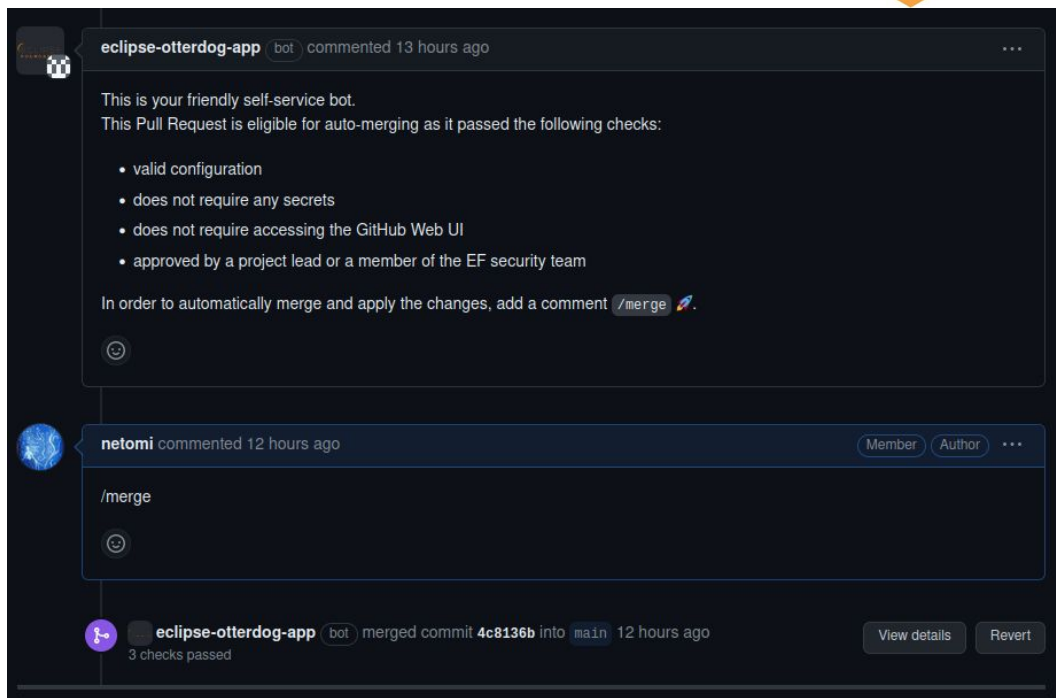 eclipse-otterdog-app bot commented 13 hours ago
This is your friendly self-service bot.
This Pull Request is eligible for auto-merging as it passed the following checks:
• valid configuration
• does not require any secrets
• does not require accessing the GitHub Web UI
• approved by a project lead or a member of the EF security team
In order to automatically merge and apply the changes, add a comment /merge 🚀.
netomi commented 12 hours ago Member Author
/merge
eclipse-otterdog-app bot merged commit 4c8136b into main 12 hours ago View details Revert
3 checks passed